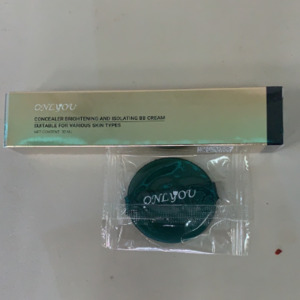 ONLYOU
CONCEALER BRIGHTENING AND ISOLATING BB CREAM
SUITABLE FOR VARIOUS SKIN TYPES
ONLYOU